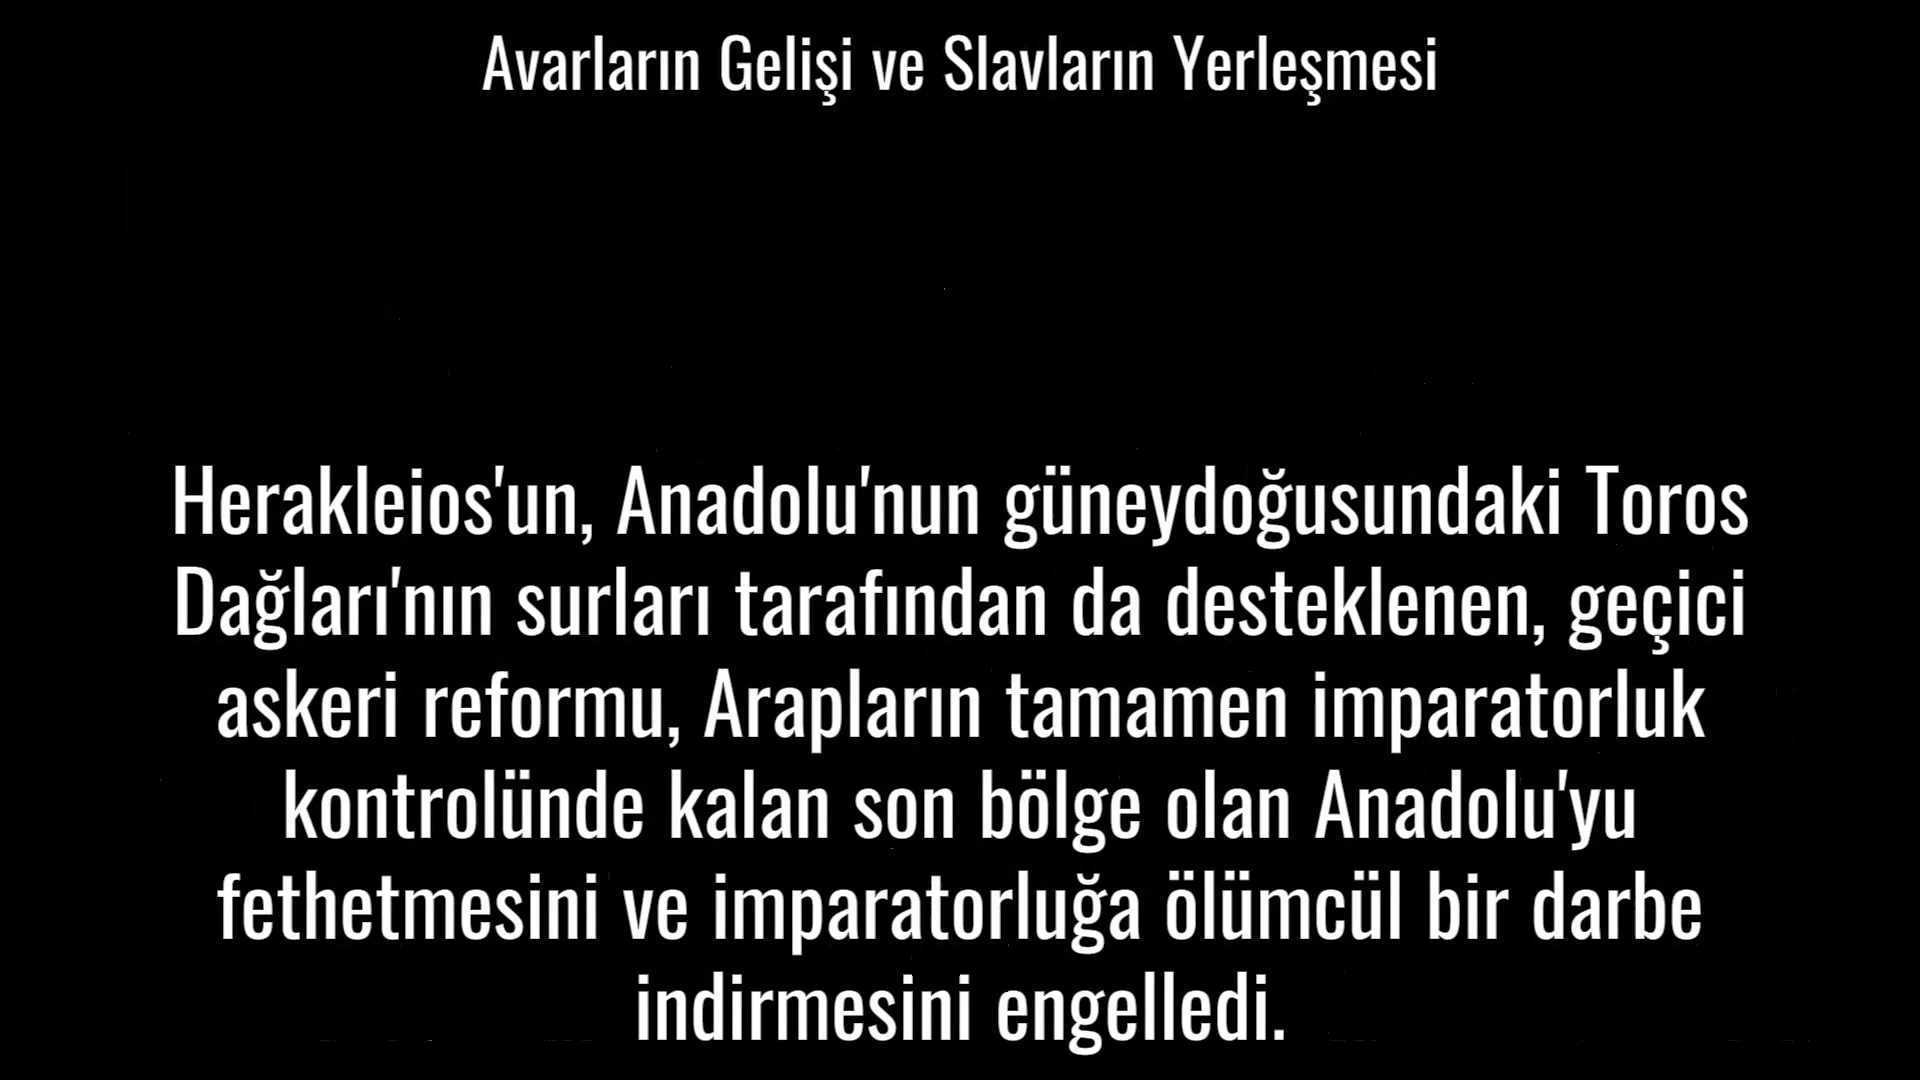 Avarların Gelişi ve Slavların Yerleşmesi
Herakleios'un, Anadolu'nun güneydoğusundaki Toros
Dağları'nın surları tarafından da desteklenen, geçici
askeri reformu, Arapların tamamen imparatorluk
kontrolünde kalan son bölge olan Anadolu'yu
fethetmesini ve imparatorluğa ölümcül bir darbe
indirmesini engelledi.